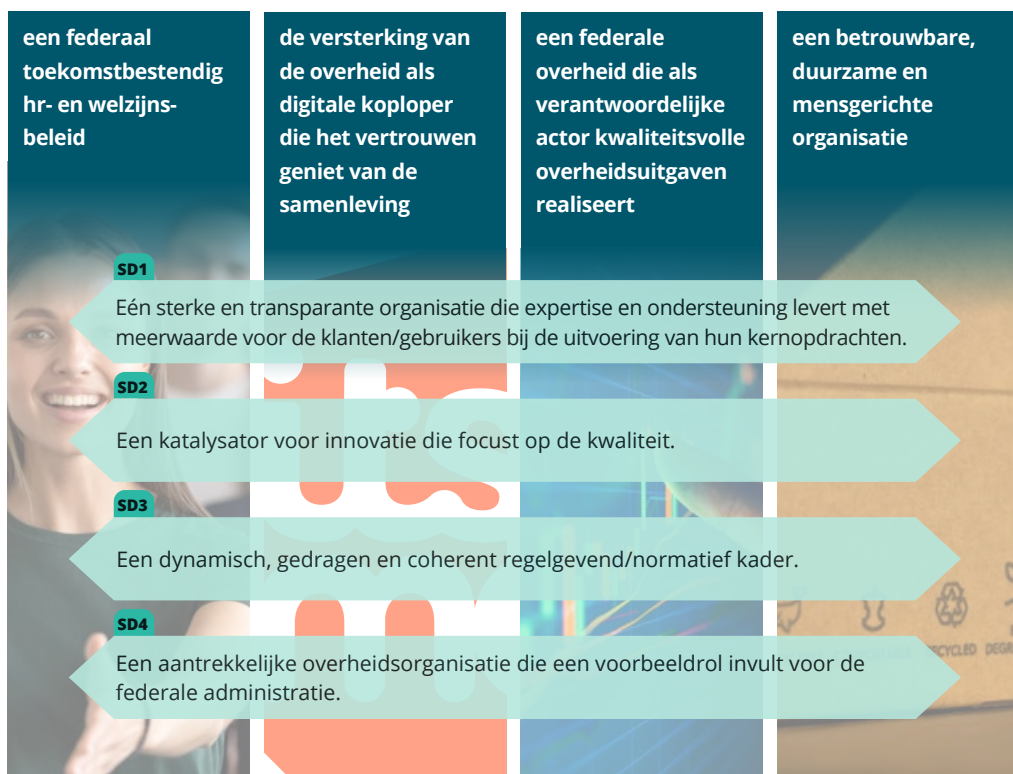 een federaal
toekomstbestendig
hr- en welzijns-
beleid
de versterking van
de overheid als
digitale koploper
die het vertrouwen
geniet van de
samenleving
een federale
overheid die als
verantwoordelijke
actor kwaliteitsvolle
overheidsuitgaven
realiseert
een betrouwbare,
duurzame en
mensgerichte
organisatie
SD1
Eén sterke en transparante organisatie die expertise en ondersteuning levert met
meerwaarde voor de klanten/gebruikers bij de uitvoering van hun kernopdrachten.
SD2
Een katalysator voor innovatie die focust op de kwaliteit.
SD3
Een dynamisch, gedragen en coherent regelgevend/normatief kader.
SD4
Een aantrekkelijke overheidsorganisatie die een voorbeeldrol invult voor de
federale administratie.